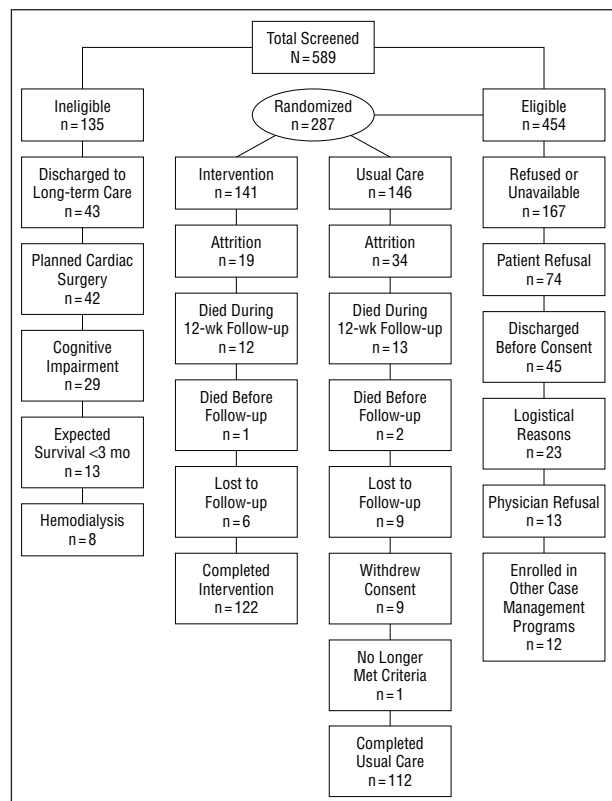 Total Screened
N=589
Ineligible
n=135
Discharged to
Long-term Care
n=43
Planned Cardiac
Surgery
n=42
Cognitive
Impairment
n=29
Expected
Survival <3 mo
n=13
Hemodialysis
n=8
Randomized
n=287
Intervention
n=141
Attrition
n=19
Died During
12-wk Follow-up
n=12
Died Before
Follow-up
n=1
Lost to
Follow-up
n=6
Completed
Intervention
n=122
Usual Care
n=146
Attrition
n=34
Died During
12-wk Follow-up
n=13
Died Before
Follow-up
n=2
Lost to
Follow-up
n=9
Withdrew
Consent
n=9
No Longer
Met Criteria
n=1
Completed
Usual Care
n=112
Eligible
n=454
Refused or
Unavailable
n=167
Patient Refusal
n=74
Discharged
Before Consent
n=45
Logistical
Reasons
n=23
Physician Refusal
n=13
Enrolled in
Other Case
Management
Programs
n=12